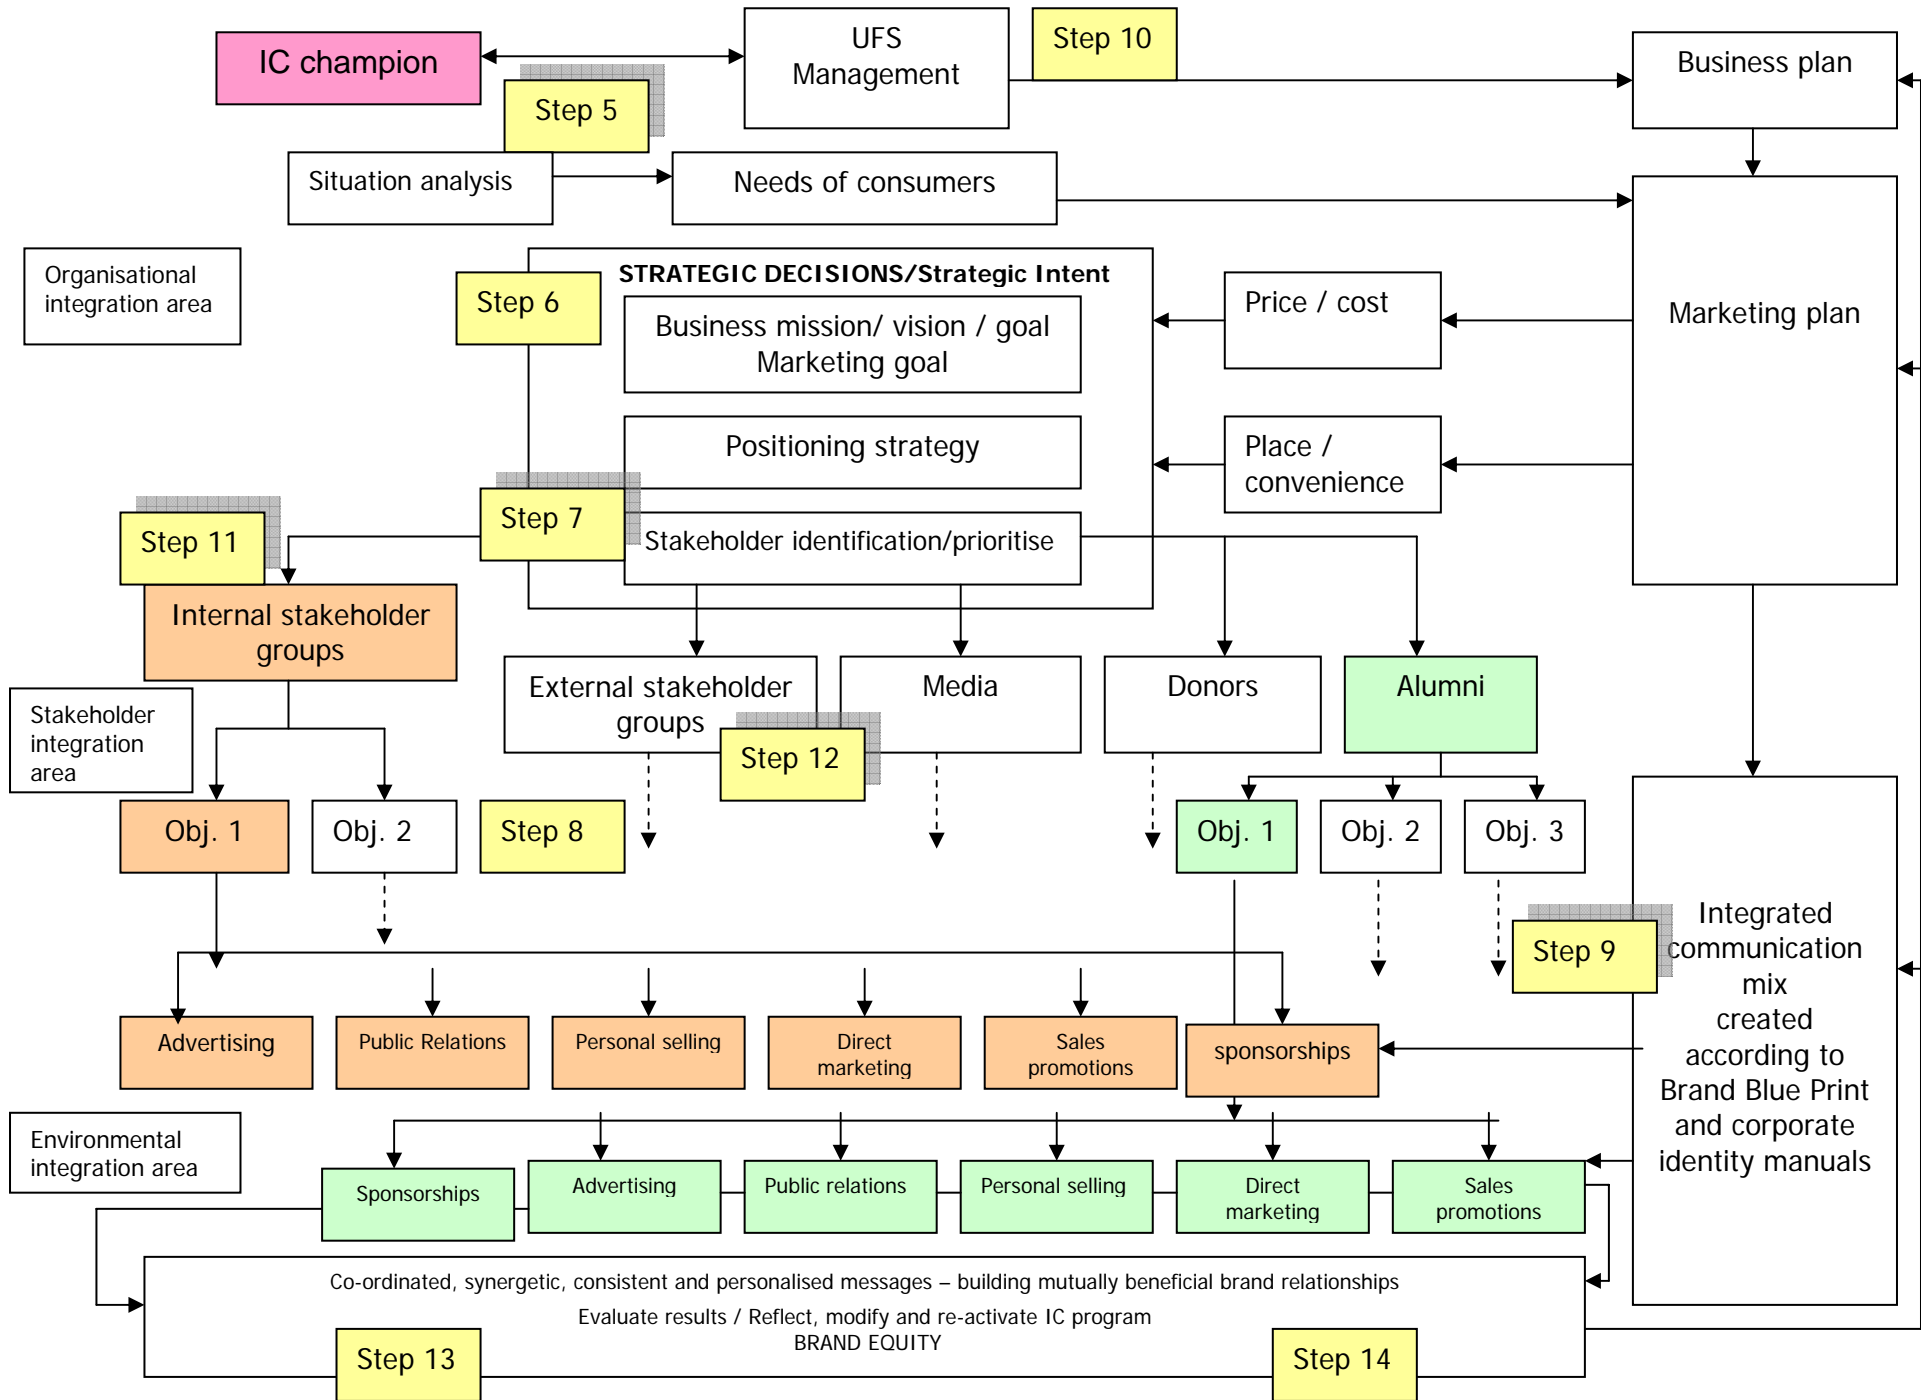 IC champion
UFS
Management
Step 10
Business plan
Step 5
Situation analysis
Needs of consumers
Organisational
integration area
Step 6
STRATEGIC DECISIONS/Strategic Intent
Business mission/ vision / goal
Marketing goal
Price / cost
Marketing plan
Positioning strategy
Place /
convenience
Step 7
Step 11
Stakeholder identification/prioritise
Internal stakeholder
groups
External stakeholder
groups
Media
Donors
Alumni
Stakeholder
integration
area
Step 12
Obj. 1
Obj. 2
Step 8
Obj. 1
Obj. 2
Obj. 3
Step 9
Integrated
communication
mix
created
according to
Brand Blue Print
and corporate
identity manuals
Advertising
Public Relations
Personal selling
Direct
marketing
Sales
promotions
sponsorships
Environmental
integration area
Sponsorships
Advertising
Public relations
Personal selling
Direct
marketing
Sales
promotions
Co-ordinated, synergetic, consistent and personalised messages – building mutually beneficial brand relationships
Evaluate results / Reflect, modify and re-activate IC program
BRAND EQUITY
Step 13
Step 14